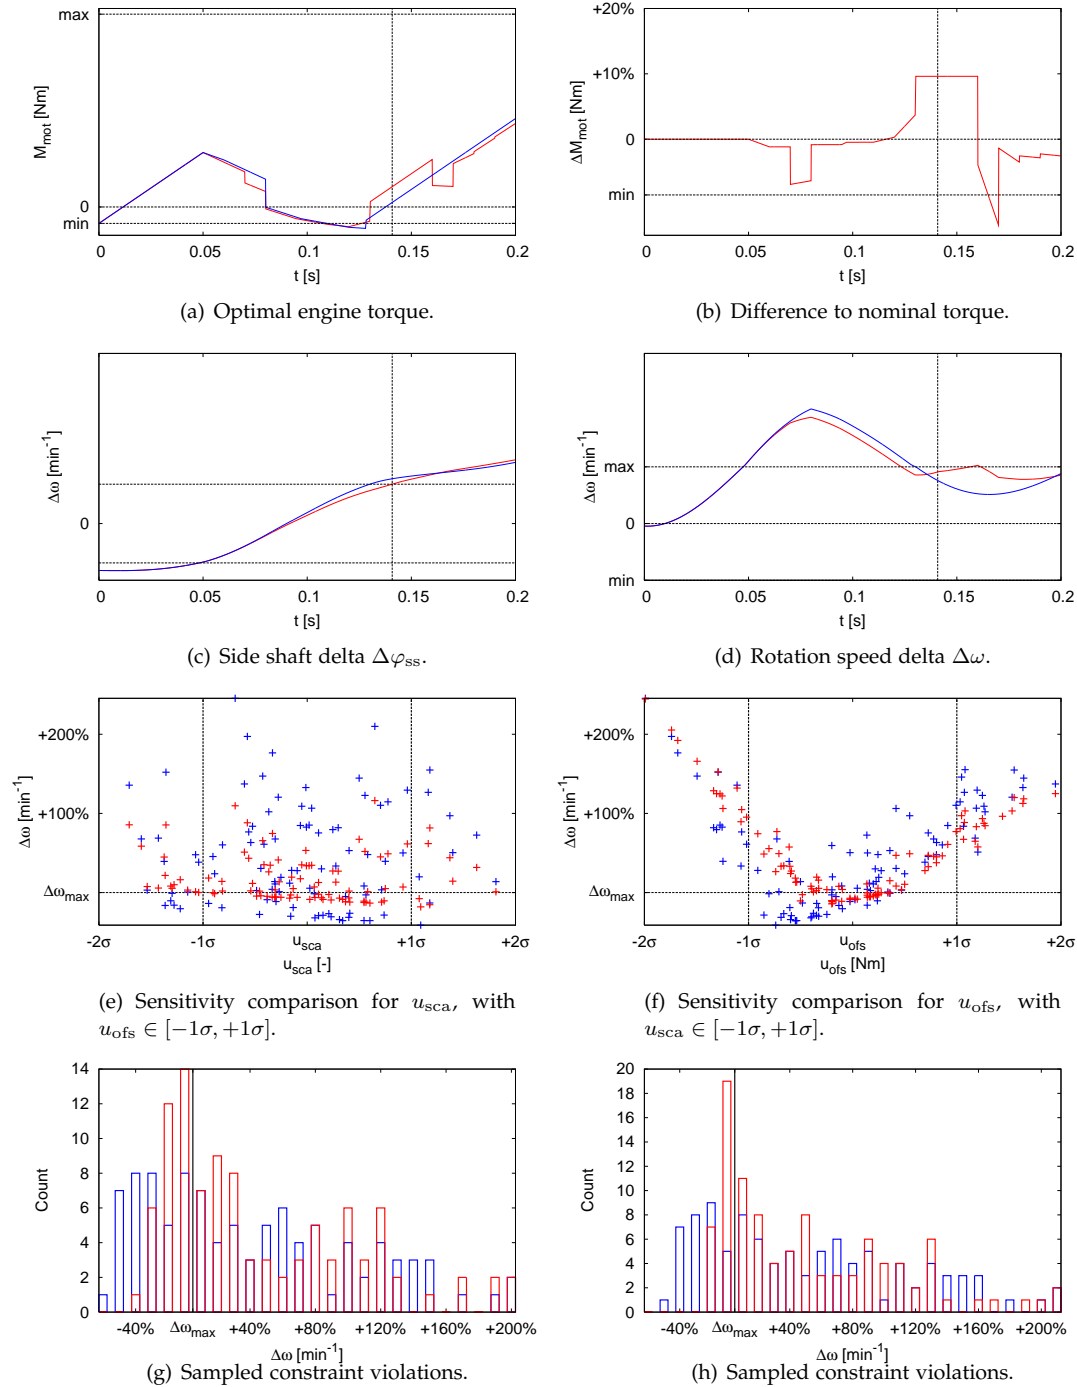 max
0
min
M_mot [Nm]
0 0.05 0.1 0.15 0.2
t [s]
(a) Optimal engine torque.
+20%
+10%
0
min
ΔM_mot [Nm]
0 0.05 0.1 0.15 0.2
t [s]
(b) Difference to nominal torque.
0
Δω [min⁻¹]
0 0.05 0.1 0.15 0.2
t [s]
(c) Side shaft delta Δφ_ss.
max
0
min
Δω [min⁻¹]
0 0.05 0.1 0.15 0.2
t [s]
(d) Rotation speed delta Δω.
+200%
+100%
Δω_max
Δω [min⁻¹]
-2σ -1σ u_sca +1σ +2σ
u_sca [-]
(e) Sensitivity comparison for u_sca, with
u_ofs ∈ [−1σ, +1σ].
+200%
+100%
Δω_max
Δω [min⁻¹]
-2σ -1σ u_ofs +1σ +2σ
u_ofs [Nm]
(f) Sensitivity comparison for u_ofs, with
u_sca ∈ [−1σ, +1σ].
14
12
10
8
6
4
2
0
Count
-40% Δω_max +40% +80% +120% +160% +200%
Δω [min⁻¹]
(g) Sampled constraint violations.
20
18
16
14
12
10
8
6
4
2
0
Count
-40% Δω_max +40% +80% +120% +160% +200%
Δω [min⁻¹]
(h) Sampled constraint violations.